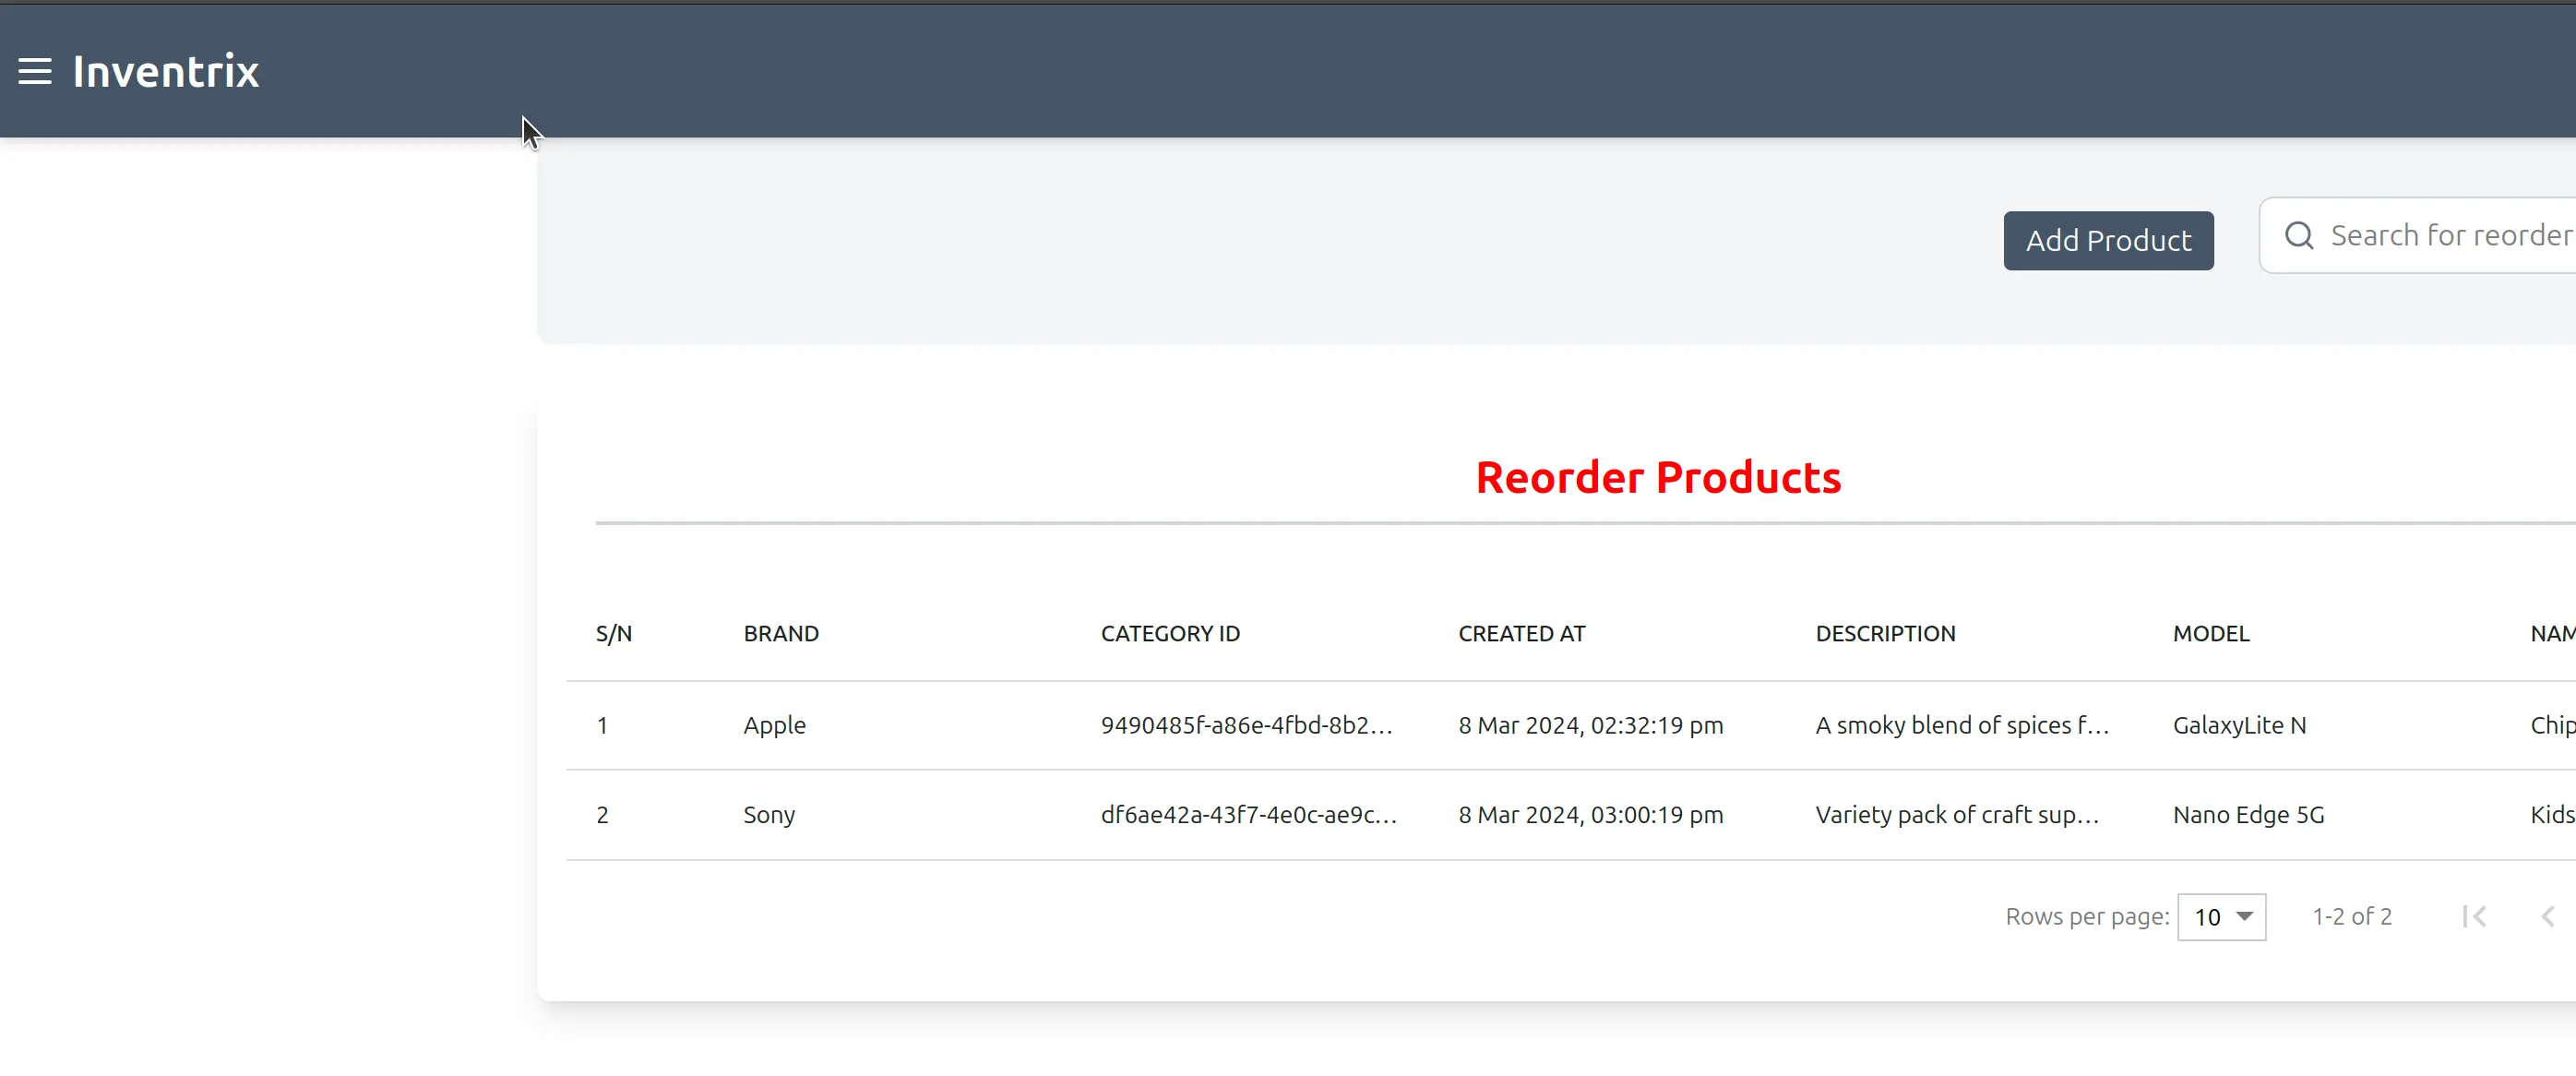 Inventrix
Add Product
Search for reorder
Reorder Products
S/N BRAND CATEGORY ID CREATED AT DESCRIPTION MODEL
1 Apple 9490485f-a86e-4fbd-8b2... 8 Mar 2024, 02:32:19 pm A smoky blend of spices f... GalaxyLite N Chip
2 Sony df6ae42a-43f7-4e0c-ae9c... 8 Mar 2024, 03:00:19 pm Variety pack of craft sup... Nano Edge 5G Kids
Rows per page: 10 1-2 of 2